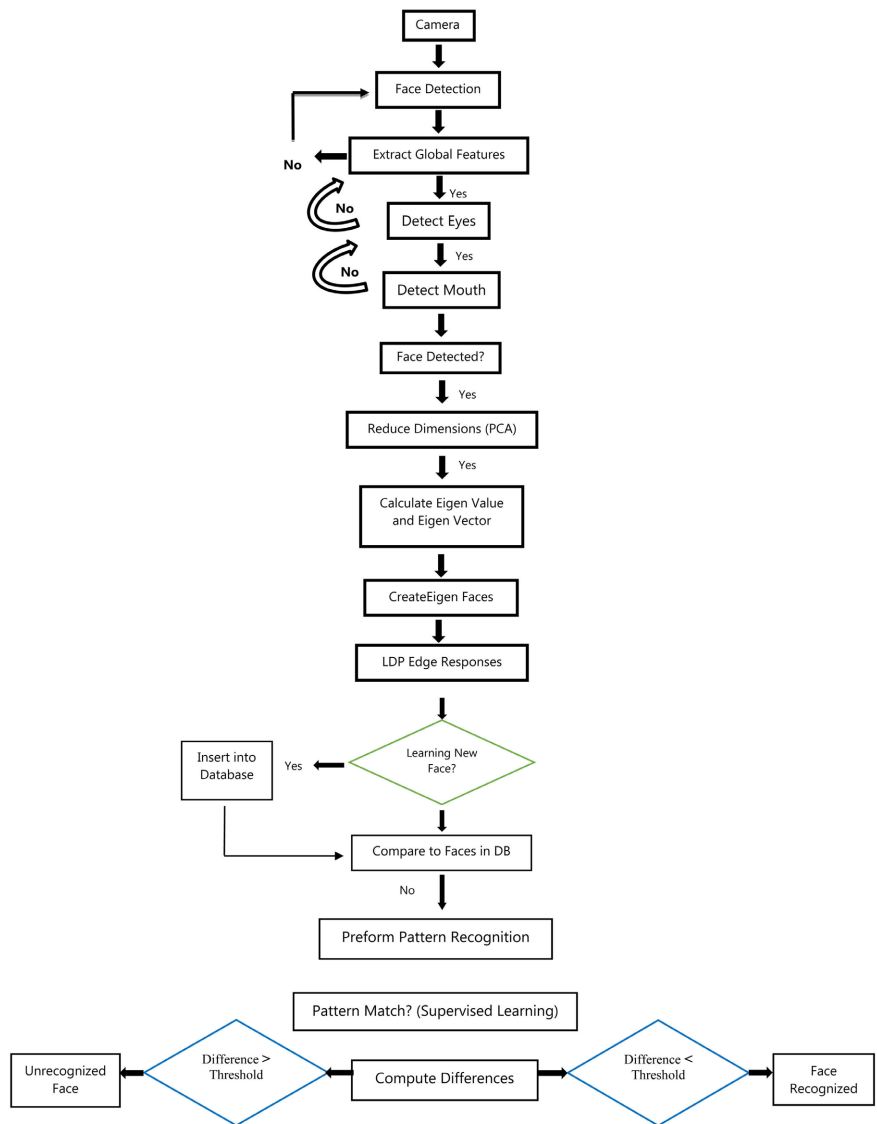 Camera
Face Detection
No
Extract Global Features
Yes
No
Detect Eyes
Yes
No
Detect Mouth
Face Detected?
Yes
Reduce Dimensions (PCA)
Yes
Calculate Eigen Value
and Eigen Vector
CreateEigen Faces
LDP Edge Responses
Learning New
Face?
Yes
Insert into
Database
Compare to Faces in DB
No
Preform Pattern Recognition
Pattern Match? (Supervised Learning)
Unrecognized
Face
Difference >
Threshold
Compute Differences
Difference <
Threshold
Face
Recognized